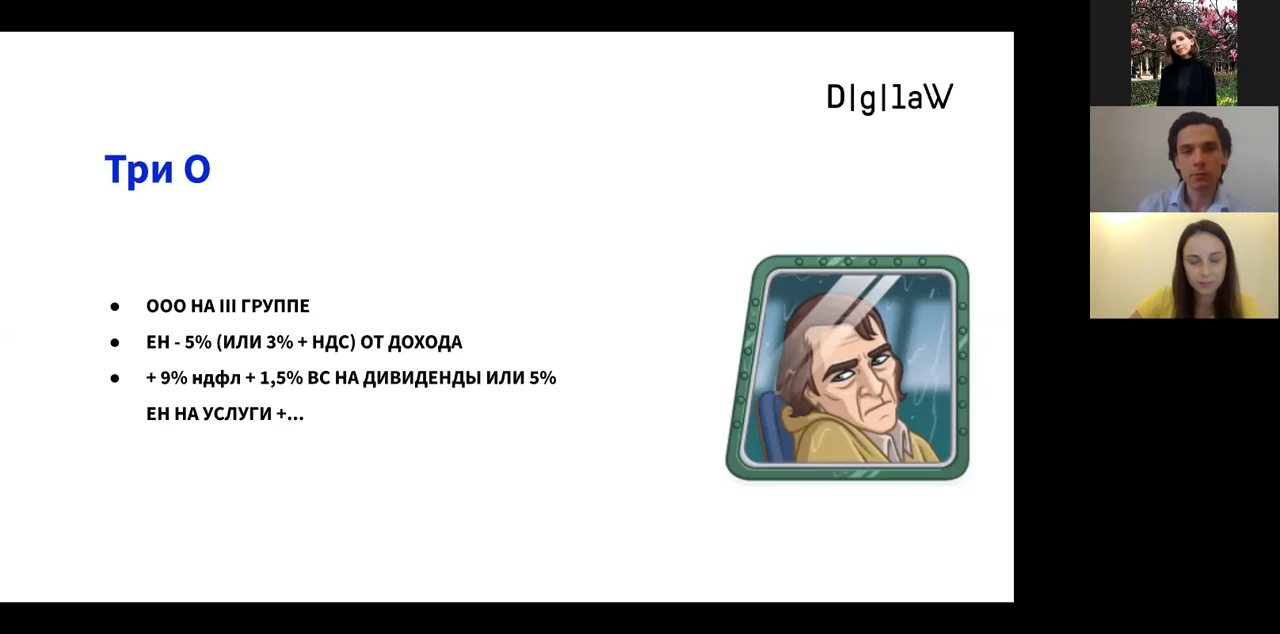 D|g|laW
Три О
● ООО НА III ГРУППЕ
● ЕН - 5% (ИЛИ 3% + НДС) ОТ ДОХОДА
● + 9% ндфл + 1,5% ВС НА ДИВИДЕНДЫ ИЛИ 5%
ЕН НА УСЛУГИ +...